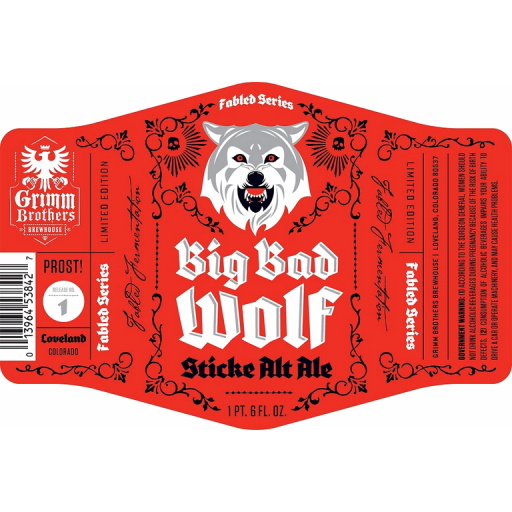 Fabled Series
Big Bad
Wolf
Sticke Alt Ale
1 PT. 6 FL. OZ.
Grimm
Brothers
BREWHOUSE
PROST!
RELEASE NO.
1
Loveland
COLORADO
0 13964 53842 7
LIMITED EDITION
Fabled Series
Fabled Fermentation
Fabled Fermentation
LIMITED EDITION
Fabled Series
GRIMM BROTHERS BREWHOUSE | LOVELAND, COLORADO 80537
GOVERNMENT WARNING: (1) ACCORDING TO THE SURGEON GENERAL, WOMEN SHOULD
NOT DRINK ALCOHOLIC BEVERAGES DURING PREGNANCY BECAUSE OF THE RISK OF BIRTH
DEFECTS. (2) CONSUMPTION OF ALCOHOLIC BEVERAGES IMPAIRS YOUR ABILITY TO
DRIVE A CAR OR OPERATE MACHINERY, AND MAY CAUSE HEALTH PROBLEMS.